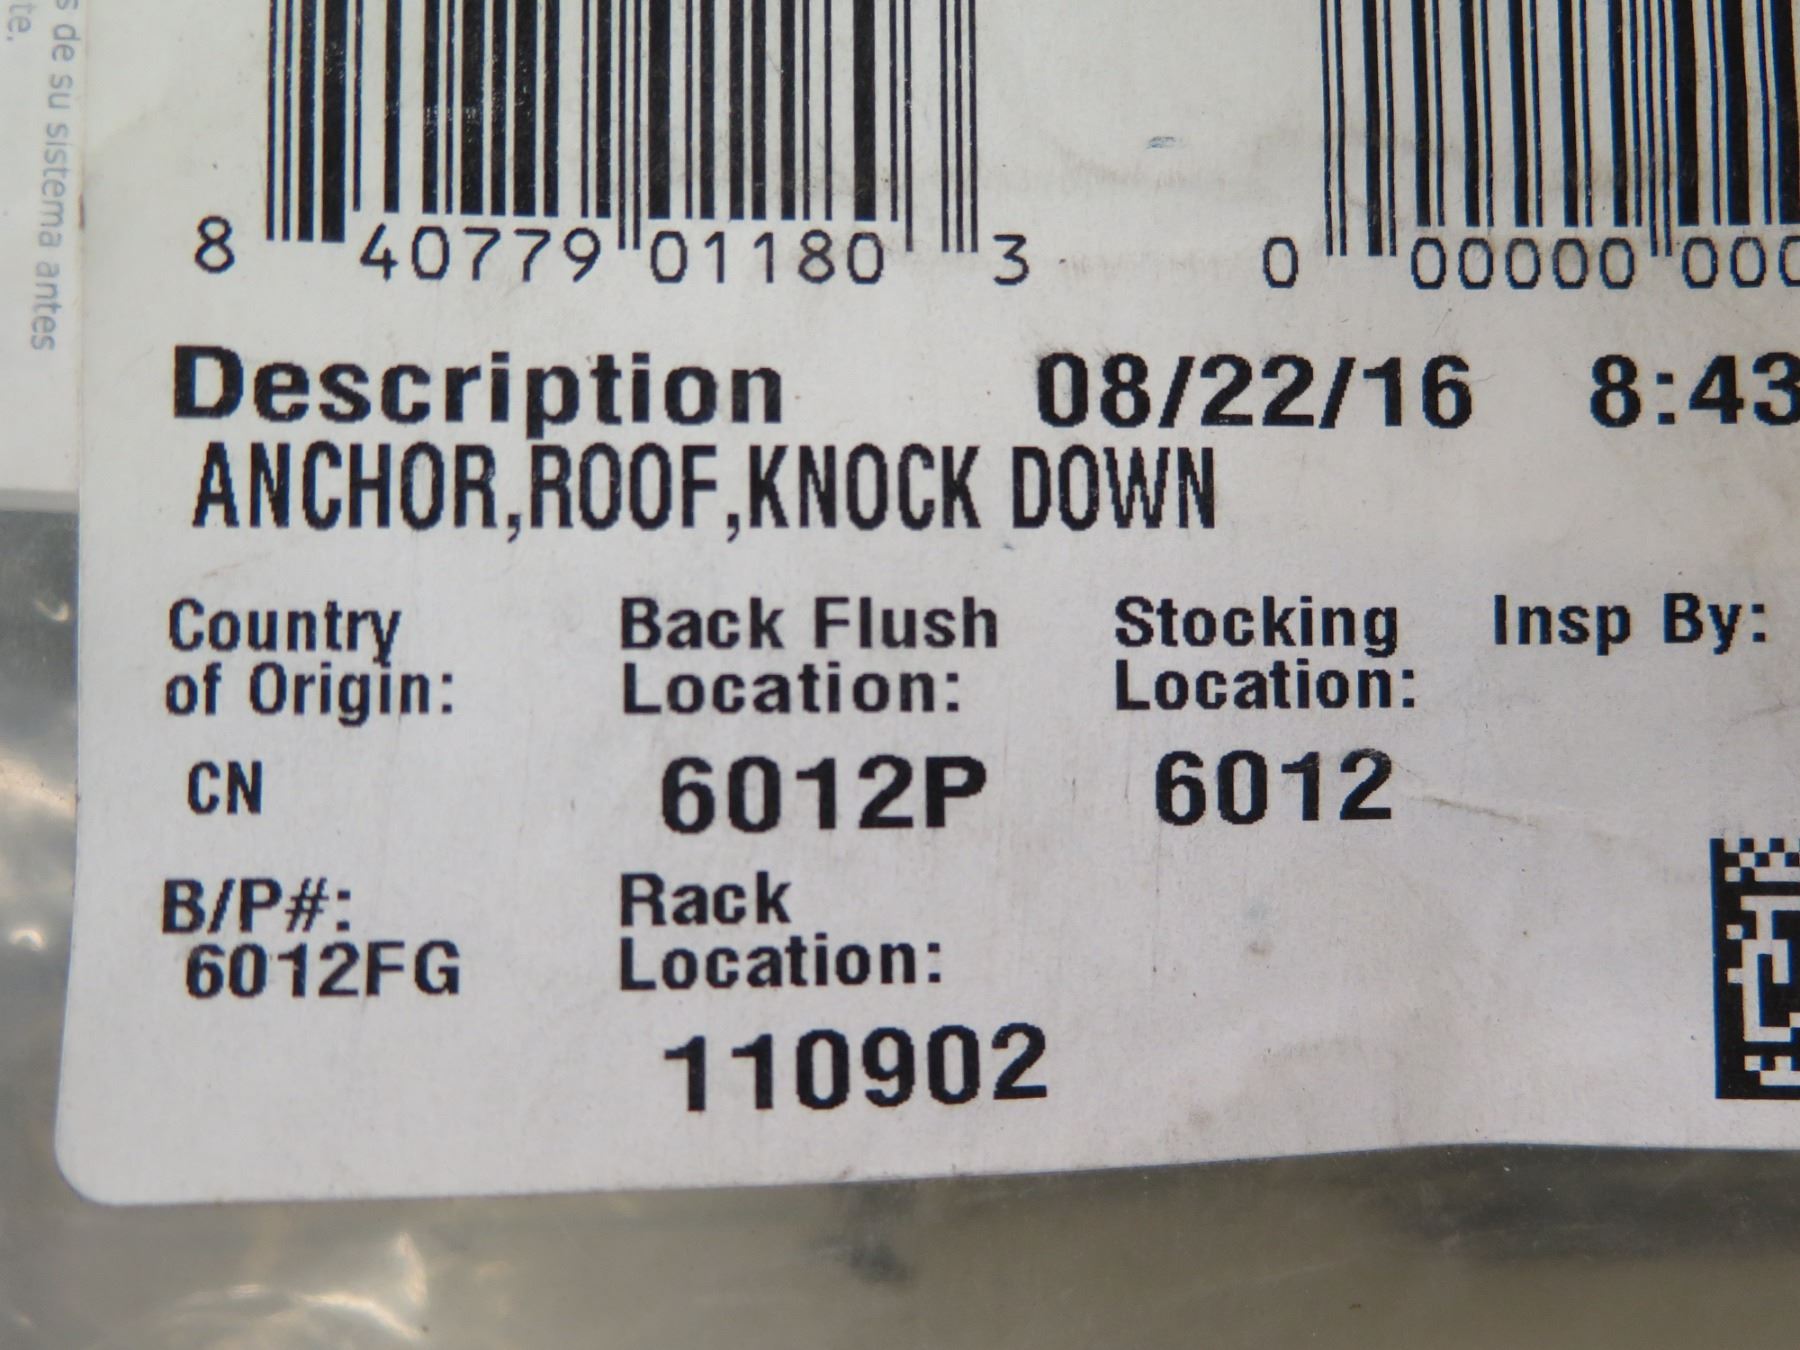 s de su sistema antes
te.
8 40779 01180 3
0 00000 000
Description 08/22/16 8:43
ANCHOR,ROOF,KNOCK DOWN
Country of Origin:
CN
Back Flush Location:
6012P
Stocking Location:
6012
Insp By:
B/P#:
6012FG
Rack Location:
110902